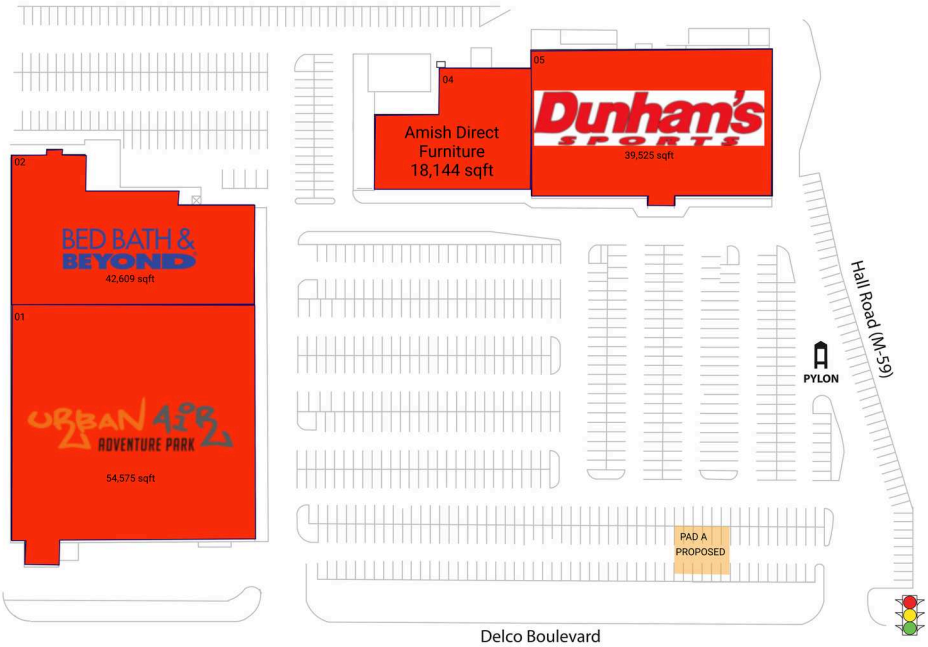 05
04
Dunham's
SPORTS
39,525 sqft
Amish Direct
Furniture
18,144 sqft
02
BED BATH &
BEYOND
42,609 sqft
01
URBAN AIR
ADVENTURE PARK
54,575 sqft
Hall Road (M-59)
PYLON
PAD A
PROPOSED
Delco Boulevard